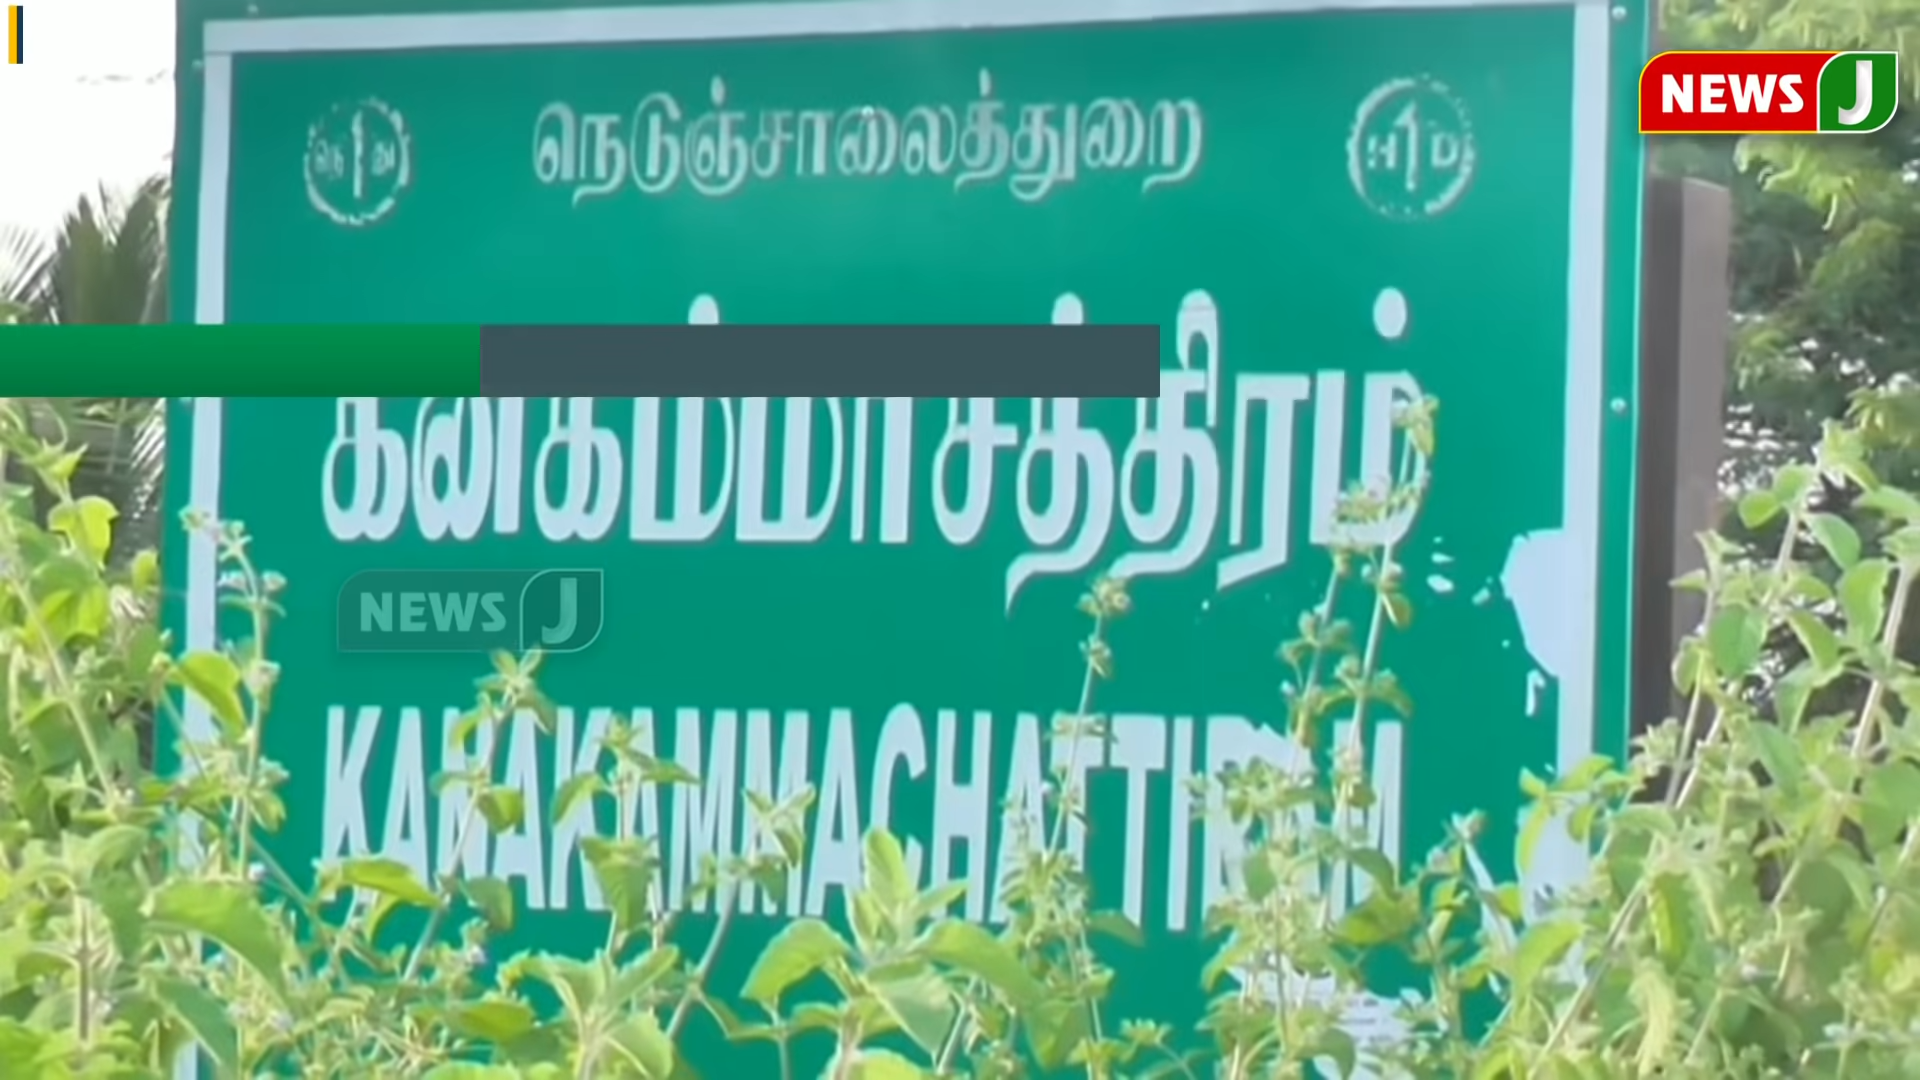 NEWS J
நெடுஞ்சாலைத்துறை
H D
கனகம்மாசத்திரம்
NEWS J
KANAKAMMACHATTIRAM